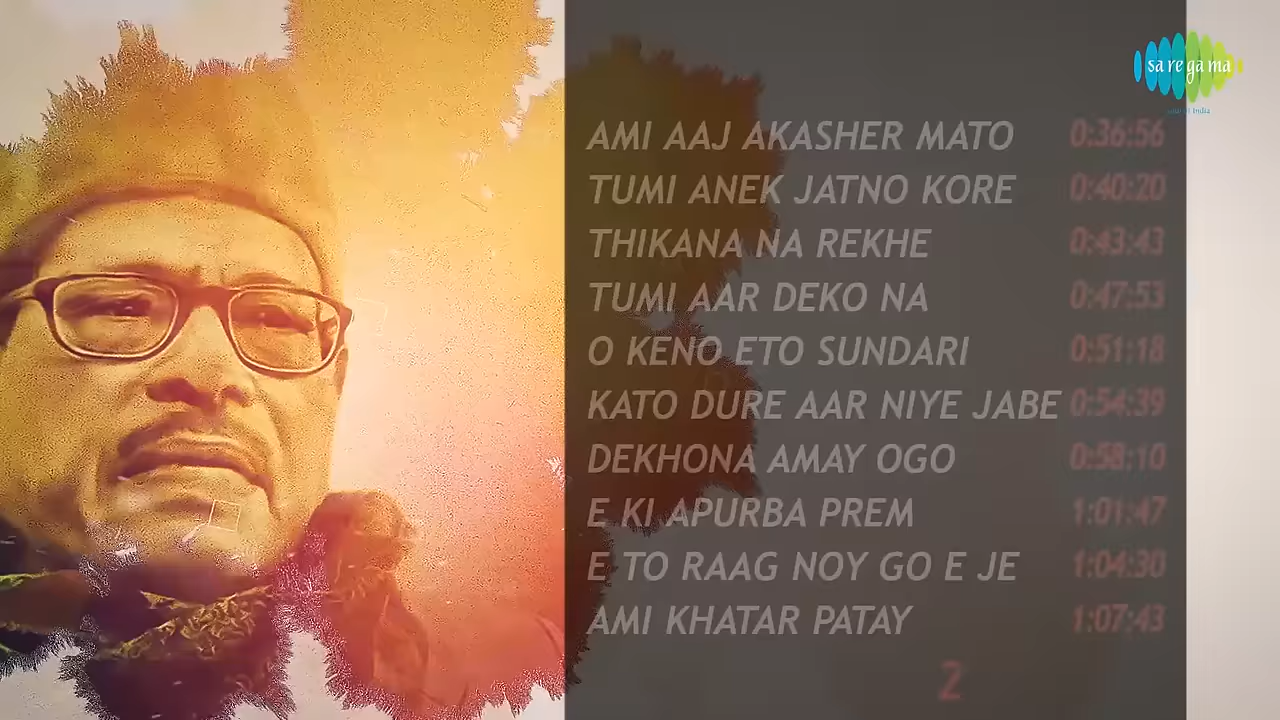 sa re ga ma
AMI AAJ AKASHER MATO 0:36:56
TUMI ANEK JATNO KORE 0:40:20
THIKANA NA REKHE 0:43:43
TUMI AAR DEKO NA 0:47:53
O KENO ETO SUNDARI 0:51:18
KATO DURE AAR NIYE JABE 0:54:39
DEKHONA AMAY OGO 0:58:10
E KI APURBA PREM 1:01:47
E TO RAAG NOY GO E JE 1:04:30
AMI KHATAR PATAY 1:07:43
2